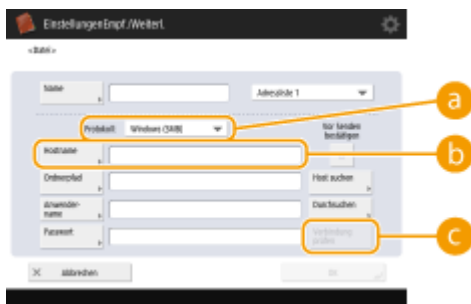 Einstellungen Empf./Weiterl.
<Datei>
Name
Adressliste 1
Protokoll:
Windows (SMB)
Vor Senden
bestätigen
a
Hostname
b
Ordnerpfad
Host suchen
Anwender-
name
Durchsuchen
Passwort
Verbindung
prüfen
c
× Abbrechen
OK